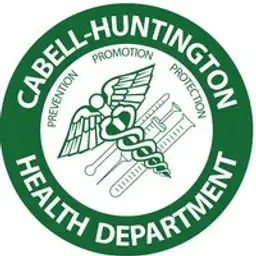 CABELL-HUNTINGTON
PREVENTION PROMOTION PROTECTION
HEALTH DEPARTMENT